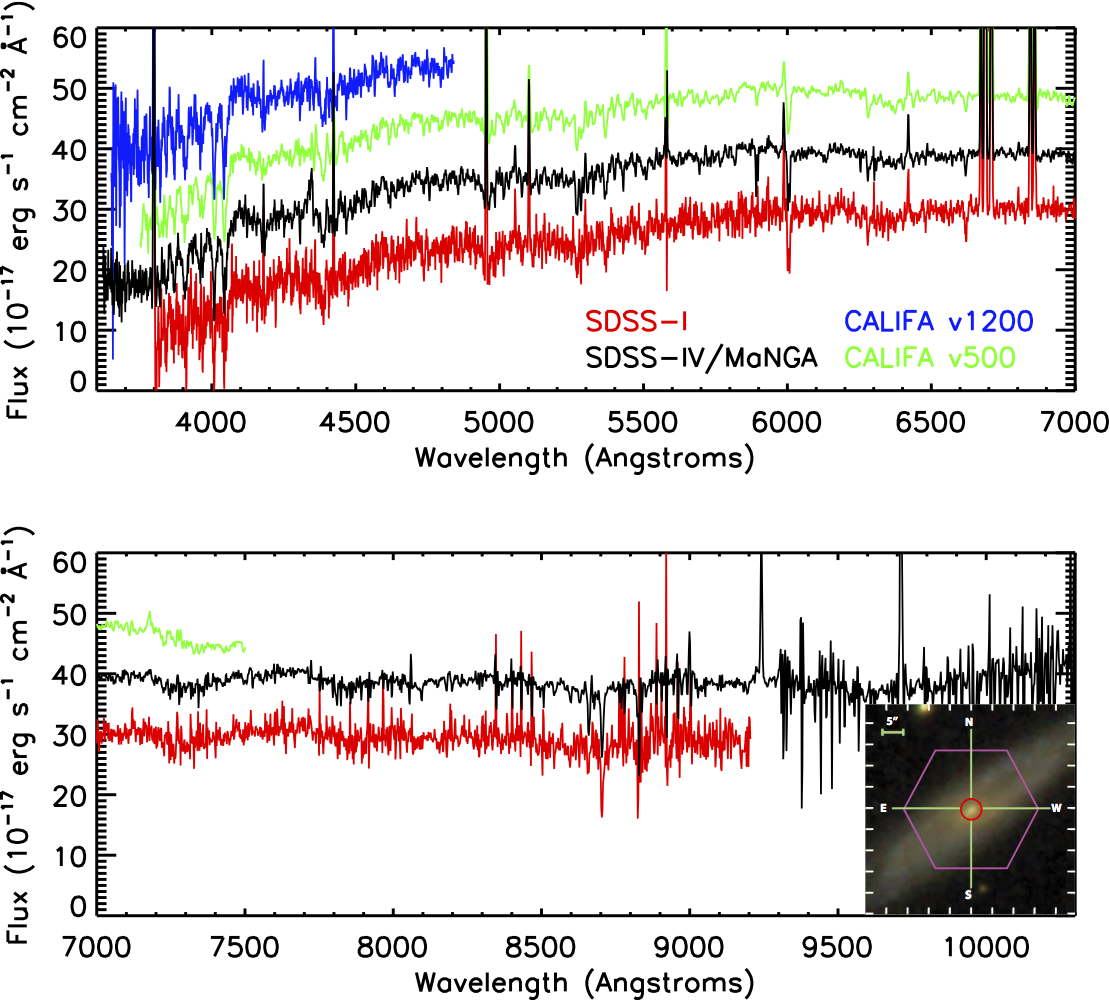 Flux (10⁻¹⁷ erg s⁻¹ cm⁻² Å⁻¹)
60
50
40
30
20
10
0
SDSS-I
CALIFA v1200
SDSS-IV/MaNGA
CALIFA v500
4000 4500 5000 5500 6000 6500 7000
Wavelength (Angstroms)
Flux (10⁻¹⁷ erg s⁻¹ cm⁻² Å⁻¹)
60
50
40
30
20
10
0
5"
N
E
W
S
7000 7500 8000 8500 9000 9500 10000
Wavelength (Angstroms)